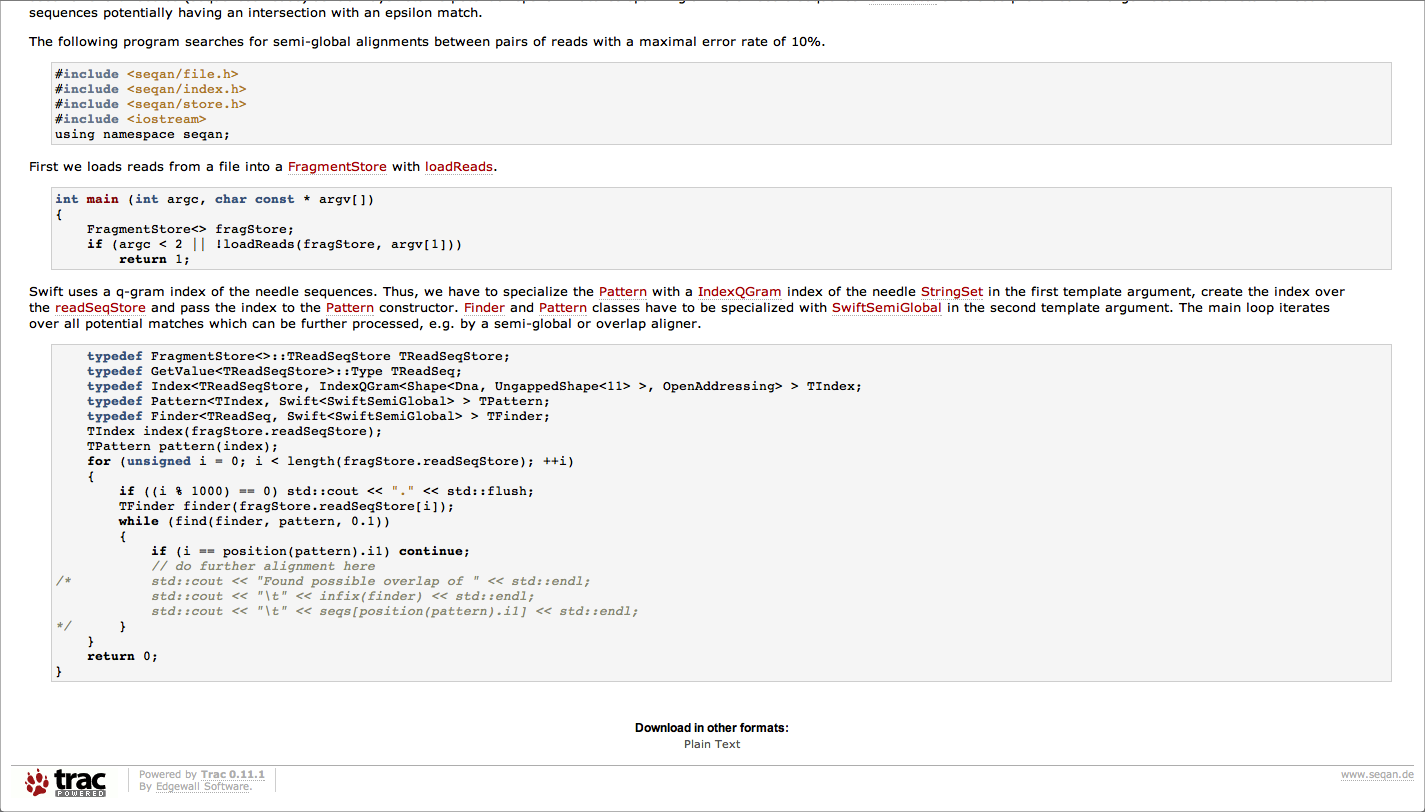 sequences potentially having an intersection with an epsilon match.
The following program searches for semi-global alignments between pairs of reads with a maximal error rate of 10%.
#include <seqan/file.h>
#include <seqan/index.h>
#include <seqan/store.h>
#include <iostream>
using namespace seqan;
First we loads reads from a file into a FragmentStore with loadReads.
int main (int argc, char const * argv[])
{
    FragmentStore<> fragStore;
    if (argc < 2 || !loadReads(fragStore, argv[1]))
        return 1;
Swift uses a q-gram index of the needle sequences. Thus, we have to specialize the Pattern with a IndexQGram index of the needle StringSet in the first template argument, create the index over
the readSeqStore and pass the index to the Pattern constructor. Finder and Pattern classes have to be specialized with SwiftSemiGlobal in the second template argument. The main loop iterates
over all potential matches which can be further processed, e.g. by a semi-global or overlap aligner.
    typedef FragmentStore<>::TReadSeqStore TReadSeqStore;
    typedef GetValue<TReadSeqStore>::Type TReadSeq;
    typedef Index<TReadSeqStore, IndexQGram<Shape<Dna, UngappedShape<11> >, OpenAddressing> > TIndex;
    typedef Pattern<TIndex, Swift<SwiftSemiGlobal> > TPattern;
    typedef Finder<TReadSeq, Swift<SwiftSemiGlobal> > TFinder;
    TIndex index(fragStore.readSeqStore);
    TPattern pattern(index);
    for (unsigned i = 0; i < length(fragStore.readSeqStore); ++i)
    {
        if ((i % 1000) == 0) std::cout << "." << std::flush;
        TFinder finder(fragStore.readSeqStore[i]);
        while (find(finder, pattern, 0.1))
        {
            if (i == position(pattern).i1) continue;
            // do further alignment here
/*          std::cout << "Found possible overlap of " << std::endl;
            std::cout << "\t" << infix(finder) << std::endl;
            std::cout << "\t" << seqs[position(pattern).i1] << std::endl;
*/      }
    }
    return 0;
}
Download in other formats:
Plain Text
trac
POWERED
Powered by Trac 0.11.1
By Edgewall Software.
www.seqan.de